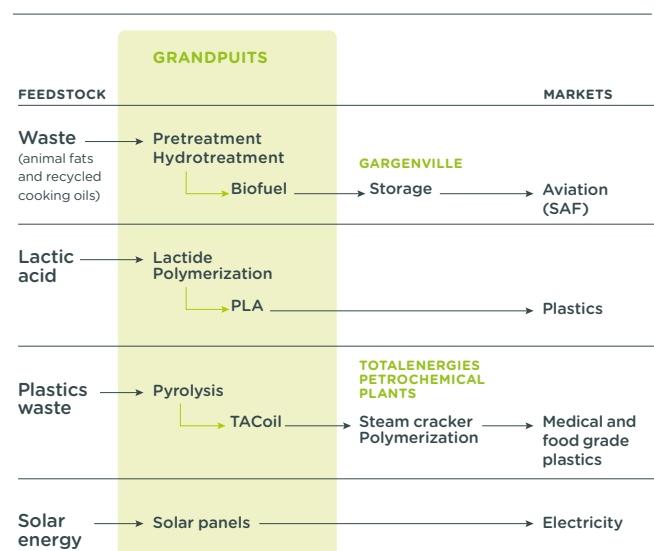 GRANDPUITS
FEEDSTOCK
MARKETS
Waste
(animal fats
and recycled
cooking oils)
Pretreatment
Hydrotreatment
Biofuel
GARGENVILLE
Storage
Aviation
(SAF)
Lactic
acid
Lactide
Polymerization
PLA
Plastics
Plastics
waste
Pyrolysis
TACoil
TOTALENERGIES
PETROCHEMICAL
PLANTS
Steam cracker
Polymerization
Medical and
food grade
plastics
Solar
energy
Solar panels
Electricity